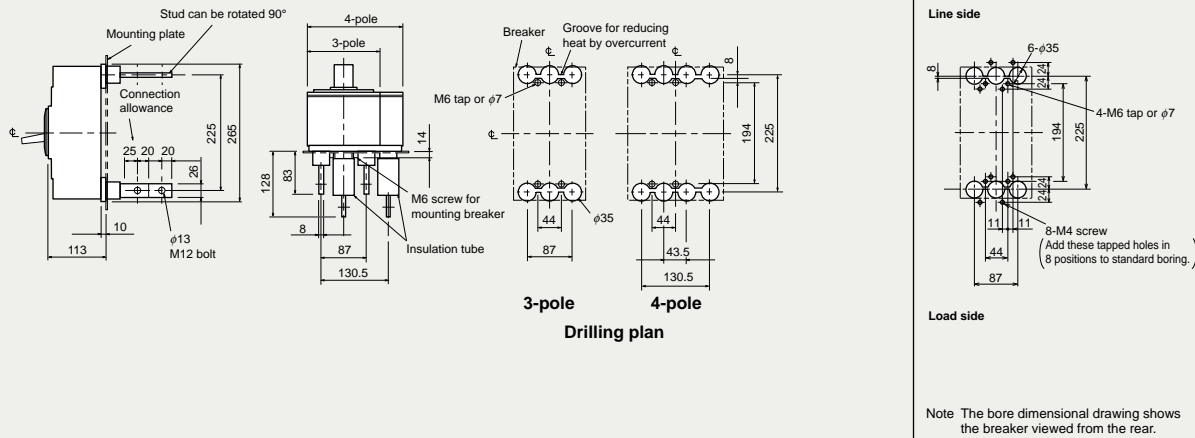 Stud can be rotated 90°
Mounting plate
Connection
allowance
25 20 20
225
265
26
10
113
φ13
M12 bolt
℄
4-pole
3-pole
14
128
83
8
87
130.5
M6 screw for
mounting breaker
Insulation tube
Breaker
Groove for reducing
heat by overcurrent
℄
℄
M6 tap or φ7
℄
8
194
225
φ35
44
87
44
43.5
130.5
3-pole
4-pole
Drilling plan
Line side
6-φ35
8
24
24
4-M6 tap or φ7
194
225
24
24
11
11
44
87
8-M4 screw
(Add these tapped holes in
8 positions to standard boring.)
Load side
Note The bore dimensional drawing shows
the breaker viewed from the rear.